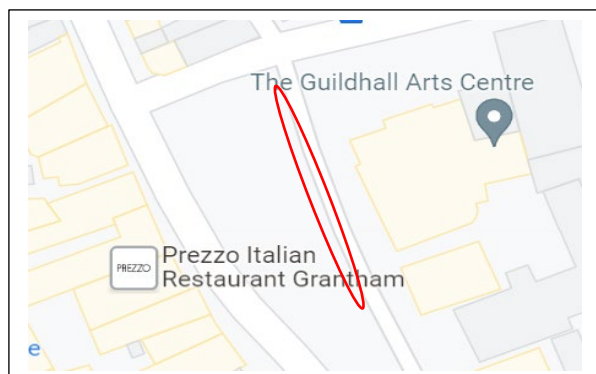 The Guildhall Arts Centre
PREZZO
Prezzo Italian
Restaurant Grantham
e